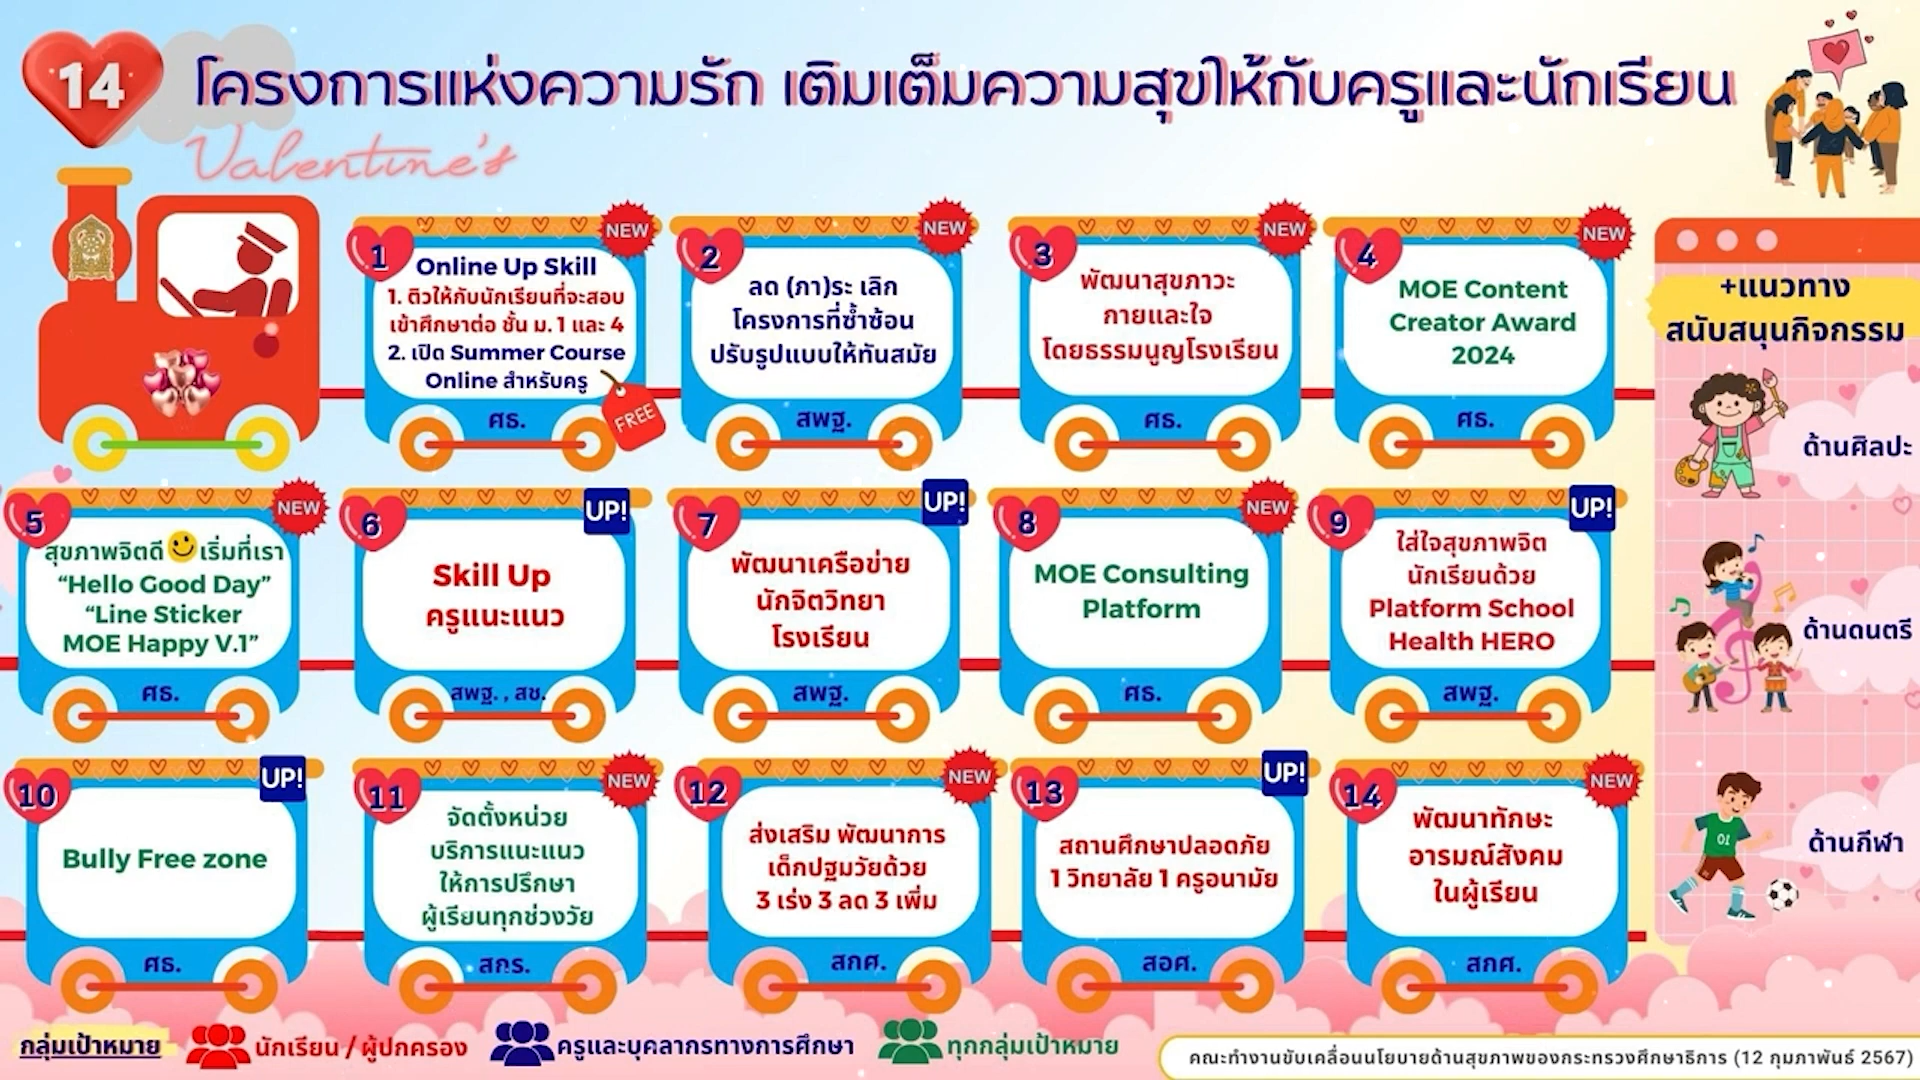 14 โครงการแห่งความรัก เติมเต็มความสุขให้กับครูและนักเรียน
Valentine's
1
NEW
Online Up Skill
1. ติวให้กับนักเรียนที่จะสอบ
เข้าศึกษาต่อ ชั้น ม. 1 และ 4
2. เปิด Summer Course
Online สำหรับครู
FREE
ศธ.
2
NEW
ลด (ภา)ระ เลิก
โครงการที่ซ้ำซ้อน
ปรับรูปแบบให้ทันสมัย
สพฐ.
3
NEW
พัฒนาสุขภาวะ
กายและใจ
โดยธรรมนูญโรงเรียน
ศธ.
4
NEW
MOE Content
Creator Award
2024
ศธ.
5
NEW
สุขภาพจิตดี เริ่มที่เรา
“Hello Good Day”
“Line Sticker
MOE Happy V.1”
ศธ.
6
UP!
Skill Up
ครูแนะแนว
สพฐ. , สช.
7
UP!
พัฒนาเครือข่าย
นักจิตวิทยา
โรงเรียน
สพฐ.
8
NEW
MOE Consulting
Platform
ศธ.
9
UP!
ใส่ใจสุขภาพจิต
นักเรียนด้วย
Platform School
Health HERO
สพฐ.
10
UP!
Bully Free zone
ศธ.
11
NEW
จัดตั้งหน่วย
บริการแนะแนว
ให้การปรึกษา
ผู้เรียนทุกช่วงวัย
สกร.
12
NEW
ส่งเสริม พัฒนาการ
เด็กปฐมวัยด้วย
3 เร่ง 3 ลด 3 เพิ่ม
สกศ.
13
UP!
สถานศึกษาปลอดภัย
1 วิทยาลัย 1 ครูอนามัย
สอศ.
14
NEW
พัฒนาทักษะ
อารมณ์สังคม
ในผู้เรียน
สกศ.
+แนวทาง
สนับสนุนกิจกรรม
ด้านศิลปะ
ด้านดนตรี
01
ด้านกีฬา
กลุ่มเป้าหมาย นักเรียน / ผู้ปกครอง ครูและบุคลากรทางการศึกษา ทุกกลุ่มเป้าหมาย
คณะทำงานขับเคลื่อนนโยบายด้านสุขภาพของกระทรวงศึกษาธิการ (12 กุมภาพันธ์ 2567)